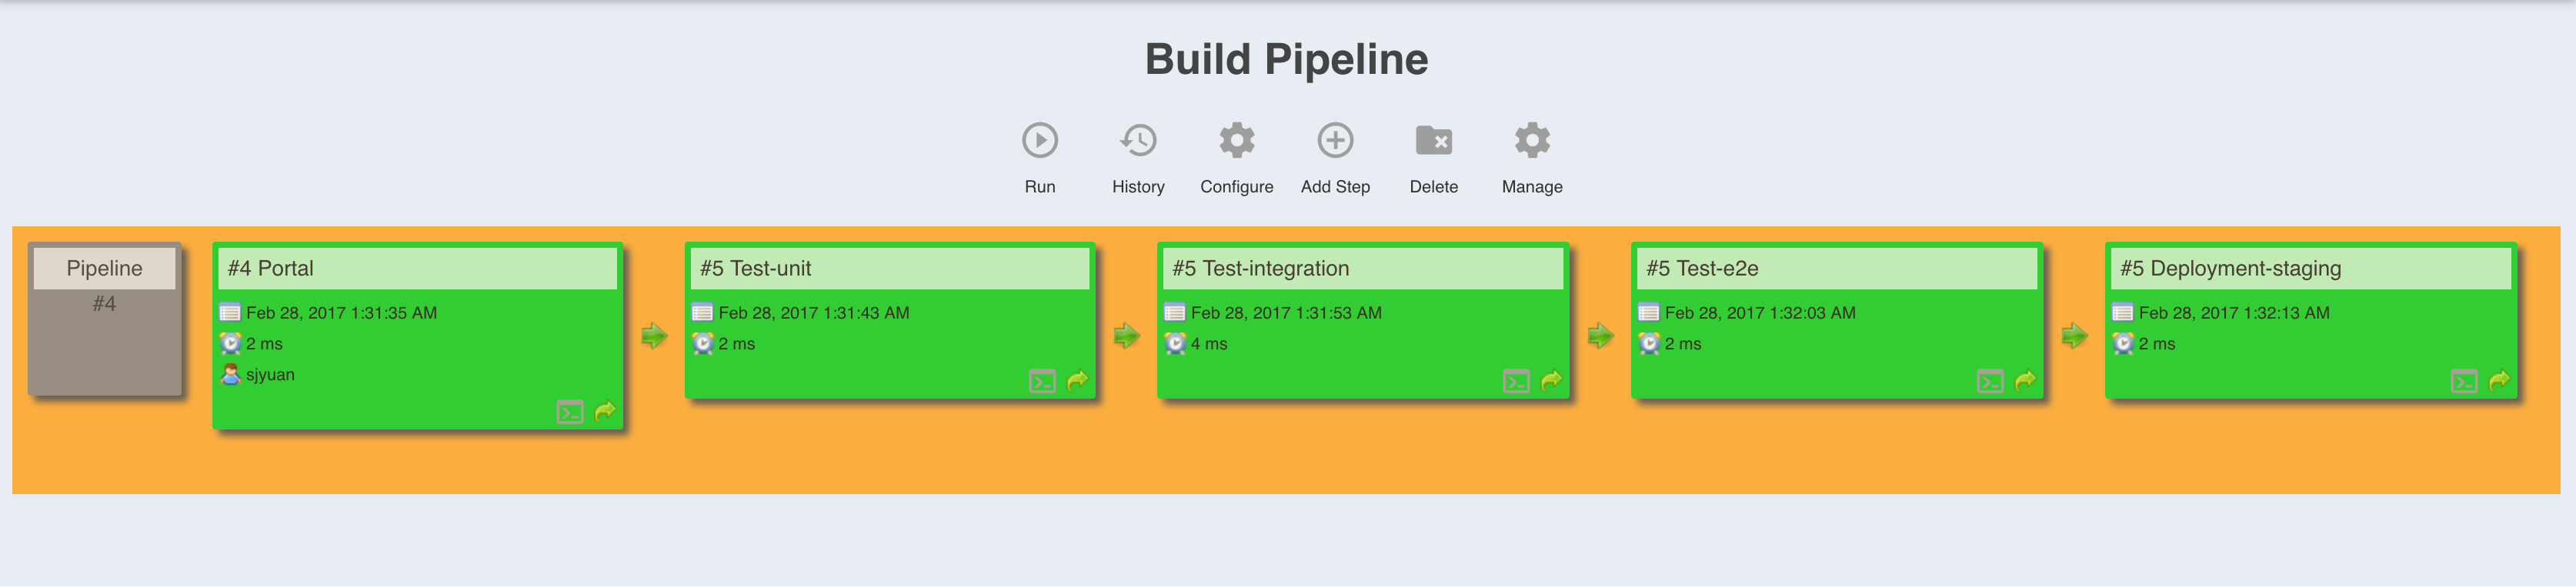 Build Pipeline
Run
History
Configure
Add Step
Delete
Manage
Pipeline
#4
#4 Portal
Feb 28, 2017 1:31:35 AM
2 ms
sjyuan
#5 Test-unit
Feb 28, 2017 1:31:43 AM
2 ms
#5 Test-integration
Feb 28, 2017 1:31:53 AM
4 ms
#5 Test-e2e
Feb 28, 2017 1:32:03 AM
2 ms
#5 Deployment-staging
Feb 28, 2017 1:32:13 AM
2 ms